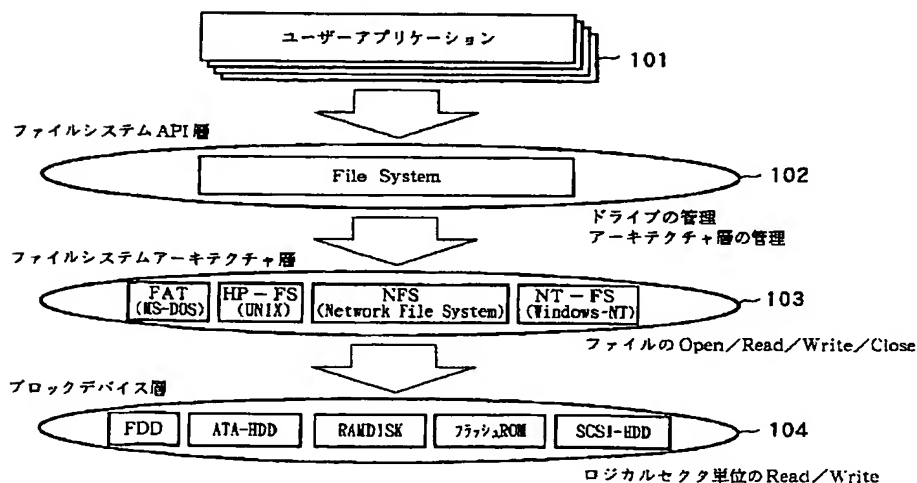 ユーザーアプリケーション
101
ファイルシステムAPI層
File System
102
ドライブの管理
アーキテクチャ層の管理
ファイルシステムアーキテクチャ層
FAT
(MS-DOS)
HP-FS
(UNIX)
NFS
(Network File System)
NT-FS
(Windows-NT)
103
ファイルのOpen/Read/Write/Close
ブロックデバイス層
FDD
ATA-HDD
RAMDISK
フラッシュROM
SCSI-HDD
104
ロジカルセクタ単位のRead/Write